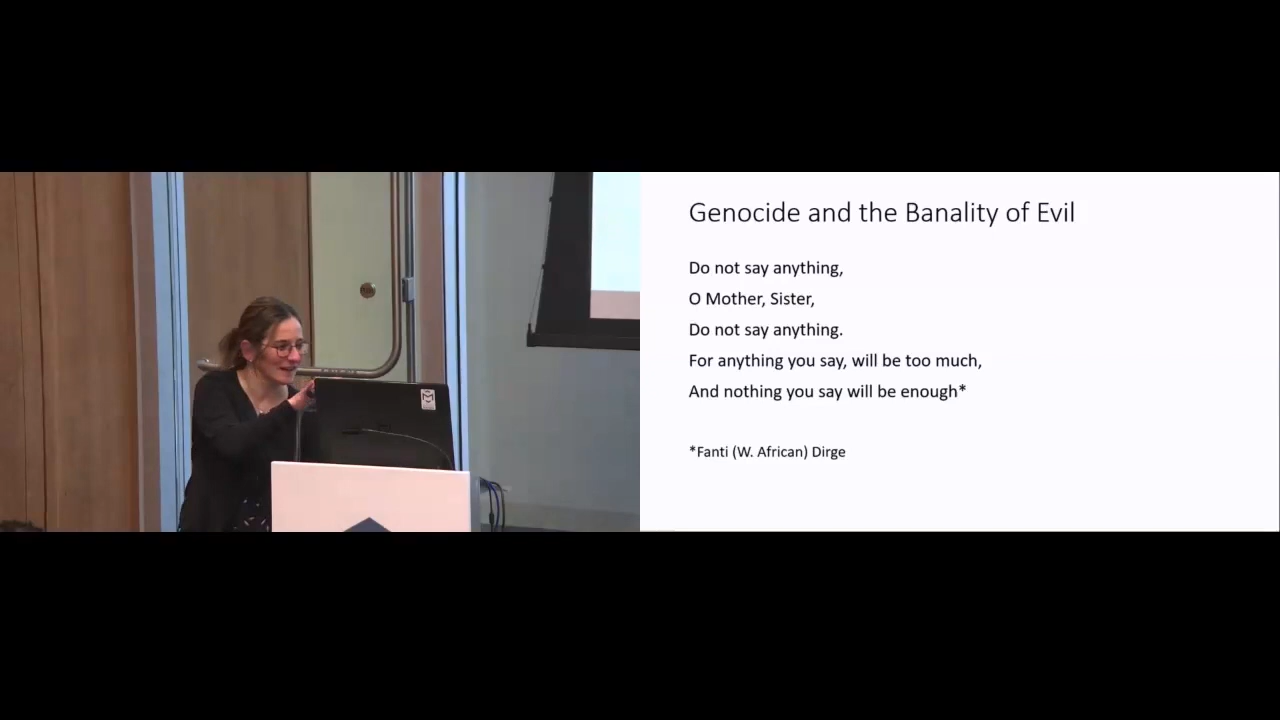 Genocide and the Banality of Evil
Do not say anything,
O Mother, Sister,
Do not say anything.
For anything you say, will be too much,
And nothing you say will be enough*
*Fanti (W. African) Dirge